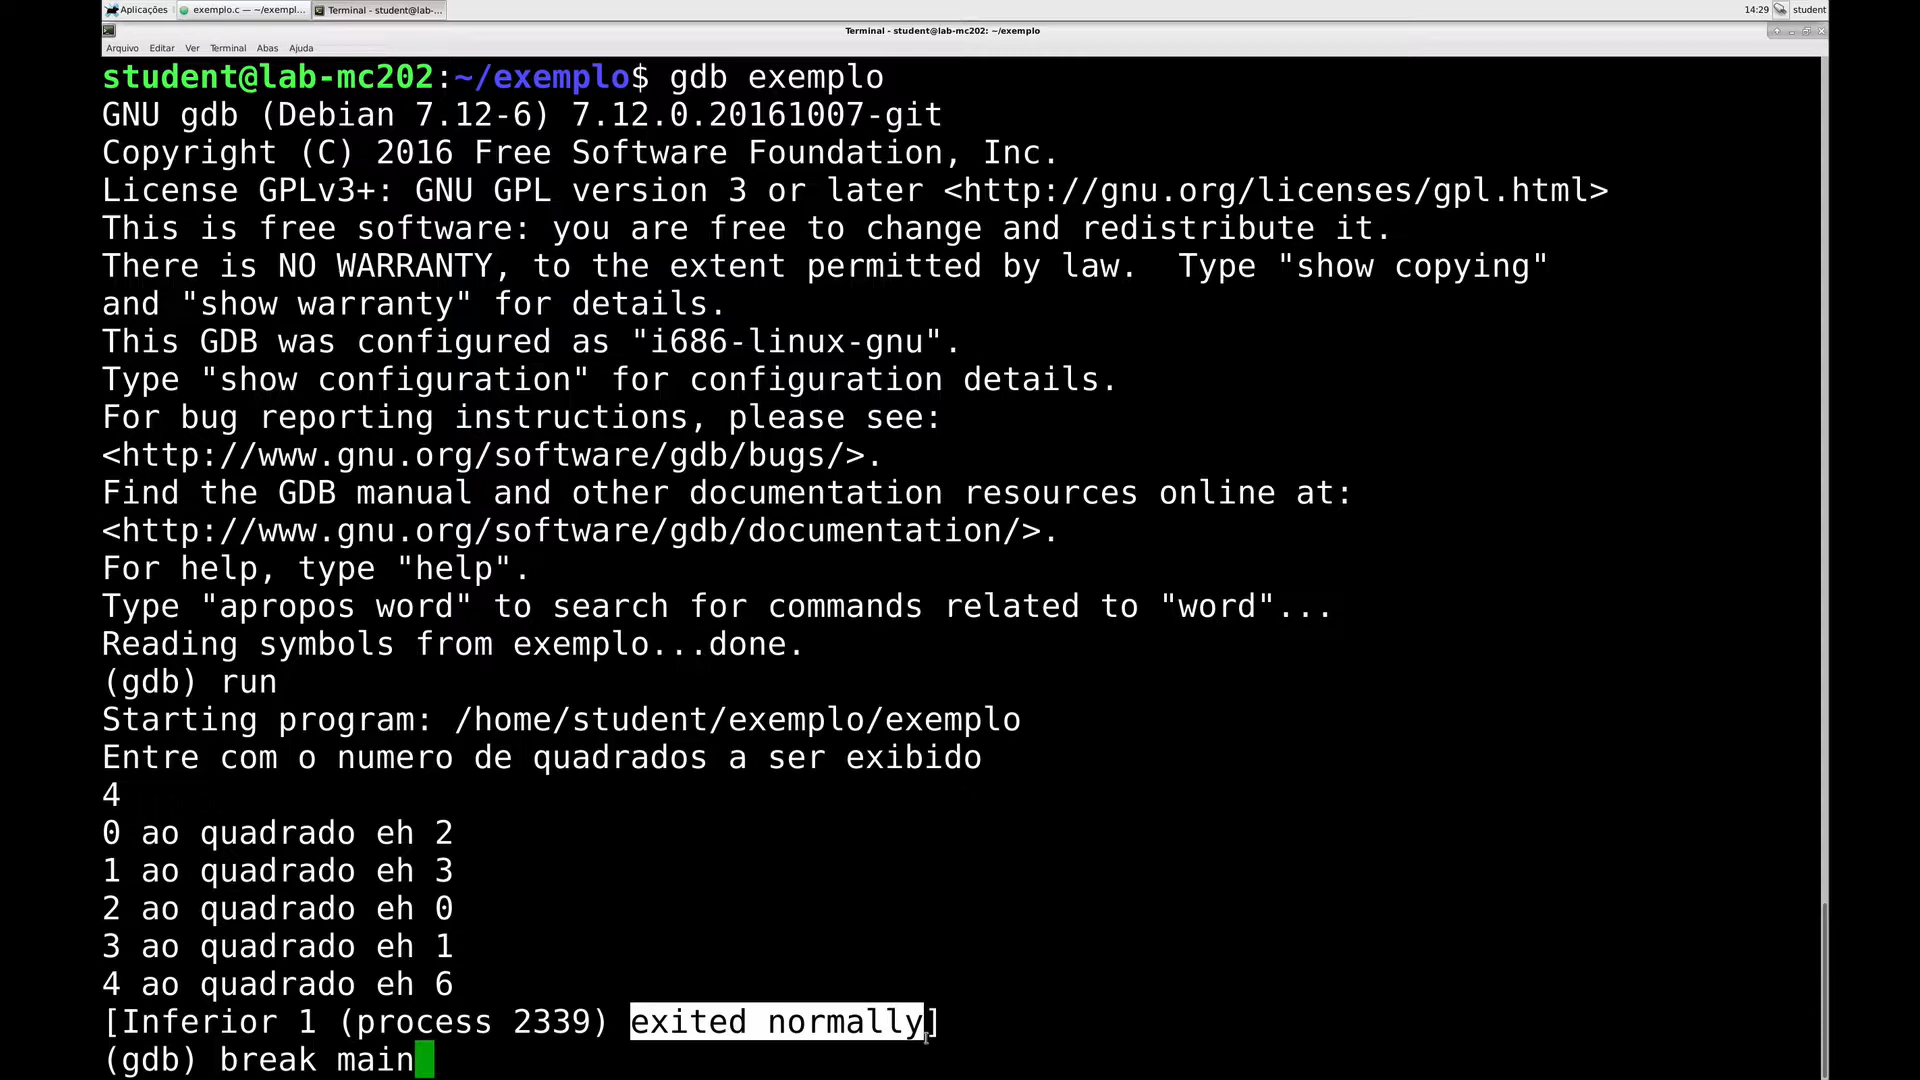 Aplicações
exemplo.c — ~/exempl...
Terminal - student@lab-...
14:29
student
Terminal - student@lab-mc202: ~/exemplo
Arquivo Editar Ver Terminal Abas Ajuda
student@lab-mc202:~/exemplo$ gdb exemplo
GNU gdb (Debian 7.12-6) 7.12.0.20161007-git
Copyright (C) 2016 Free Software Foundation, Inc.
License GPLv3+: GNU GPL version 3 or later <http://gnu.org/licenses/gpl.html>
This is free software: you are free to change and redistribute it.
There is NO WARRANTY, to the extent permitted by law.  Type "show copying"
and "show warranty" for details.
This GDB was configured as "i686-linux-gnu".
Type "show configuration" for configuration details.
For bug reporting instructions, please see:
<http://www.gnu.org/software/gdb/bugs/>.
Find the GDB manual and other documentation resources online at:
<http://www.gnu.org/software/gdb/documentation/>.
For help, type "help".
Type "apropos word" to search for commands related to "word"...
Reading symbols from exemplo...done.
(gdb) run
Starting program: /home/student/exemplo/exemplo
Entre com o numero de quadrados a ser exibido
4
0 ao quadrado eh 2
1 ao quadrado eh 3
2 ao quadrado eh 0
3 ao quadrado eh 1
4 ao quadrado eh 6
[Inferior 1 (process 2339) exited normally]
(gdb) break main